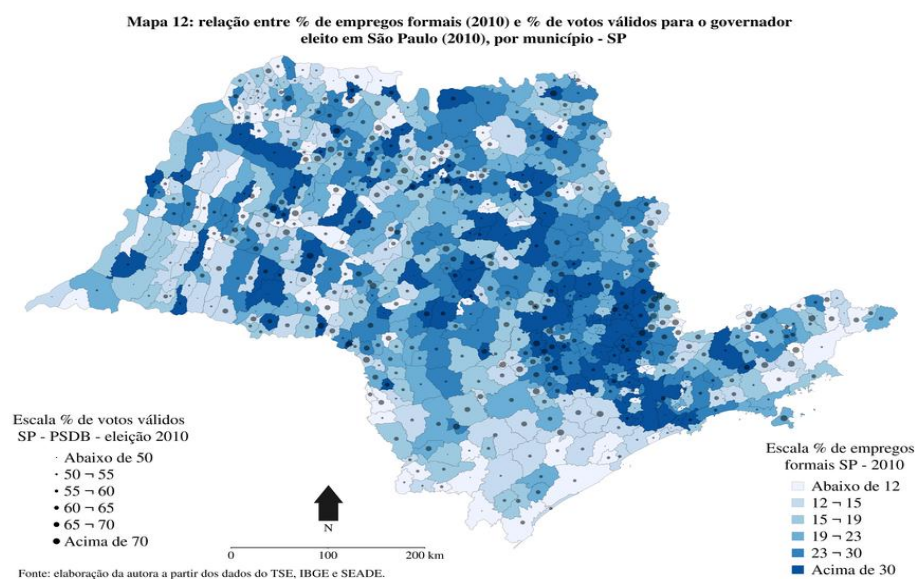 Mapa 12: relação entre % de empregos formais (2010) e % de votos válidos para o governador
eleito em São Paulo (2010), por município - SP
Escala % de votos válidos
SP - PSDB - eleição 2010
Abaixo de 50
50 ¬ 55
55 ¬ 60
60 ¬ 65
65 ¬ 70
Acima de 70
N
0 100 200 km
Escala % de empregos
formais SP - 2010
Abaixo de 12
12 ¬ 15
15 ¬ 19
19 ¬ 23
23 ¬ 30
Acima de 30
Fonte: elaboração da autora a partir dos dados do TSE, IBGE e SEADE.